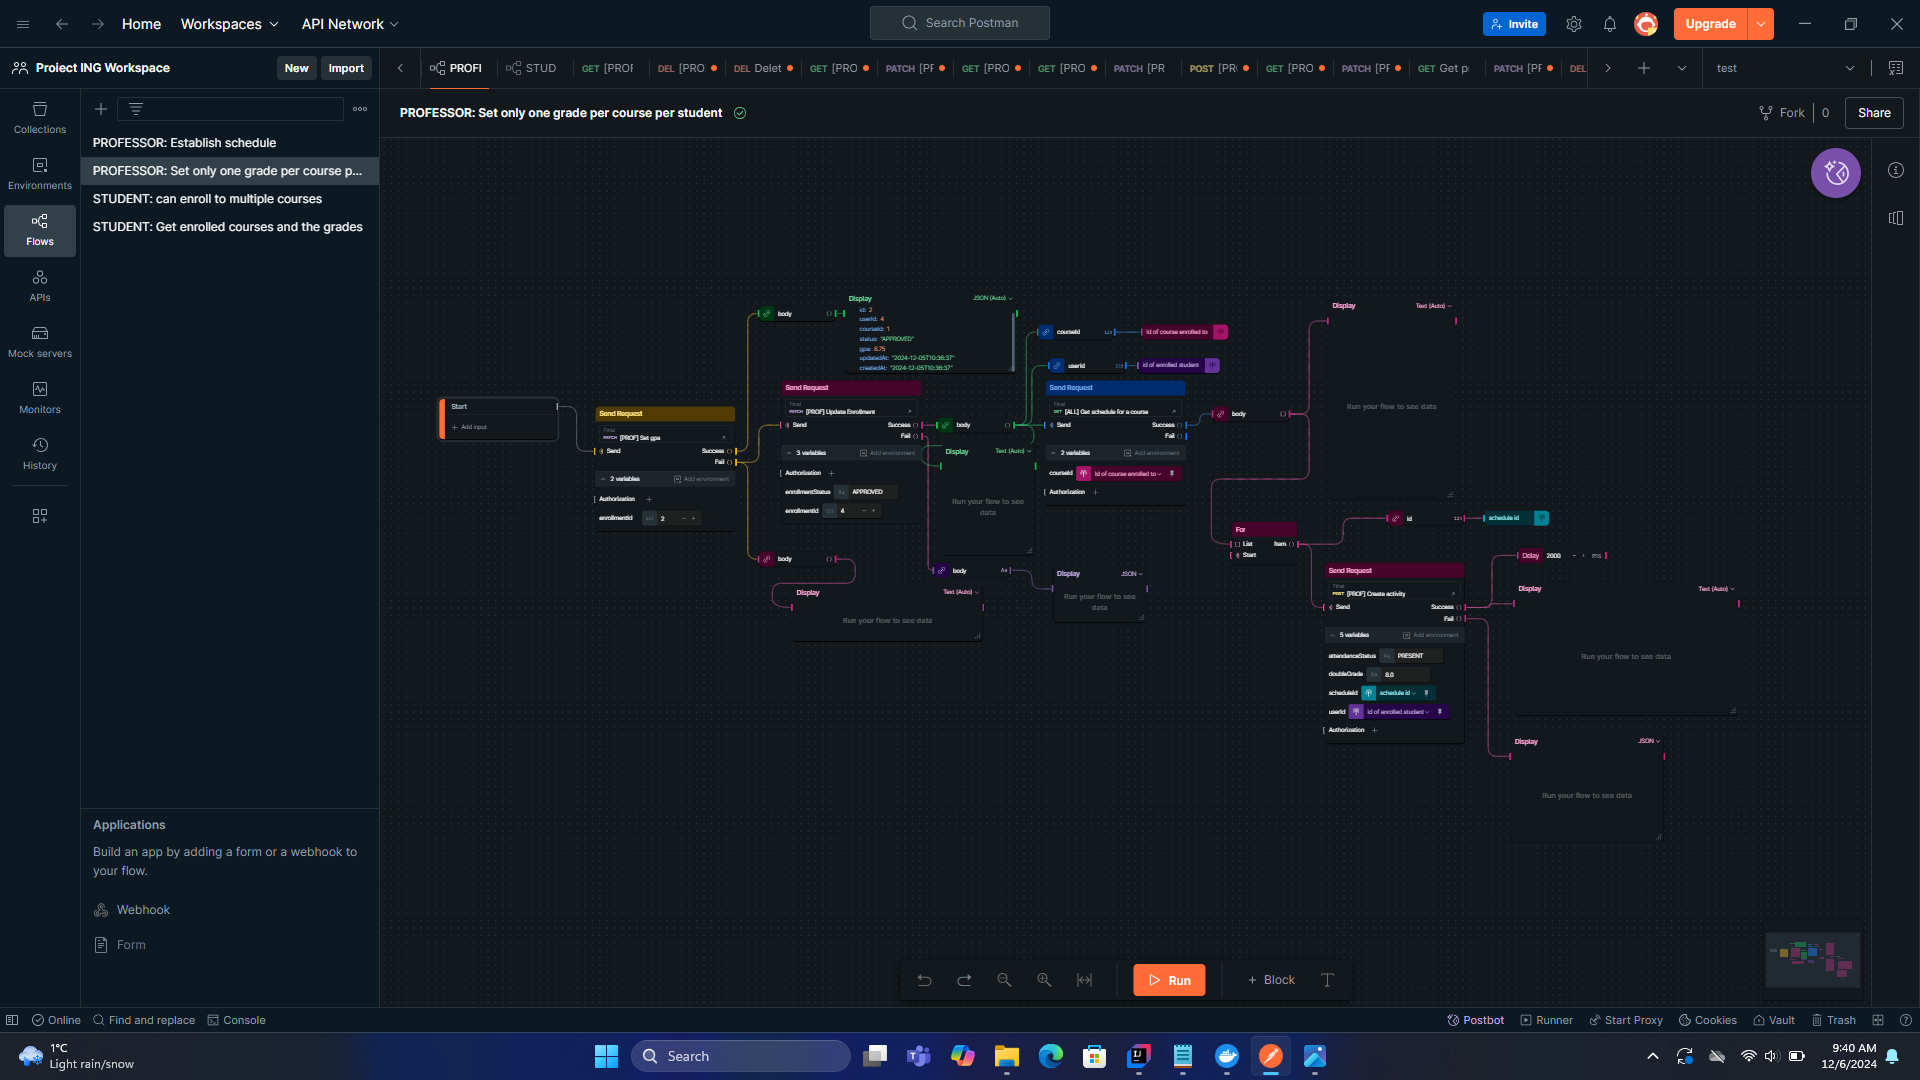 Home
Workspaces
API Network
Search Postman
Invite
Upgrade
Project ING Workspace
New
Import
PROFI
STUD
GET [PROF
DEL [PRO
DEL Delet
GET [PRO
PATCH [PF
GET [PRO
GET [PRO
PATCH [PR
POST [PR
GET [PRO
PATCH [PF
GET Get p
PATCH [PF
DEL
test
Collections
Environments
Flows
APIs
Mock servers
Monitors
History
PROFESSOR: Establish schedule
PROFESSOR: Set only one grade per course p...
STUDENT: can enroll to multiple courses
STUDENT: Get enrolled courses and the grades
Applications
Build an app by adding a form or a webhook to
your flow.
Webhook
Form
PROFESSOR: Set only one grade per course per student
Fork
0
Share
Start
Add input
Send Request
Final
PATCH [PROF] Set gpa
Send
Success
Fail
2 variables
Add environment
Authorization
enrollmentId
2
body
Display
JSON (Auto)
id: 2
userId: 4
courseId: 1
status: "APPROVED"
gpa: 8.75
updatedAt: "2024-12-05T10:36:37"
createdAt: "2024-12-05T10:36:37"
Send Request
Final
PATCH [PROF] Update Enrollment
Send
Success
Fail
3 variables
Add environment
Authorization
enrollmentStatus
APPROVED
enrollmentId
4
body
Display
Text (Auto)
Run your flow to see data
body
Display
Text (Auto)
Run your flow to see
data
body
Display
JSON
Run your flow to see
data
courseId
123
id of course enrolled to
userId
123
id of enrolled student
Send Request
Final
GET [ALL] Get schedule for a course
Send
Success
Fail
2 variables
Add environment
courseId
id of course enrolled to
Authorization
body
Display
Text (Auto)
Run your flow to see data
For
List
Item
Start
id
123
schedule id
Send Request
Final
POST [PROF] Create activity
Send
Success
Fail
5 variables
Add environment
attendanceStatus
PRESENT
doubleGrade
8.0
scheduleId
schedule id
userId
id of enrolled student
Authorization
Delay
2000
ms
Display
Text (Auto)
Run your flow to see data
Display
JSON
Run your flow to see data
Run
Block
Online
Find and replace
Console
Postbot
Runner
Start Proxy
Cookies
Vault
Trash
1°C
Light rain/snow
Search
9:40 AM
12/6/2024